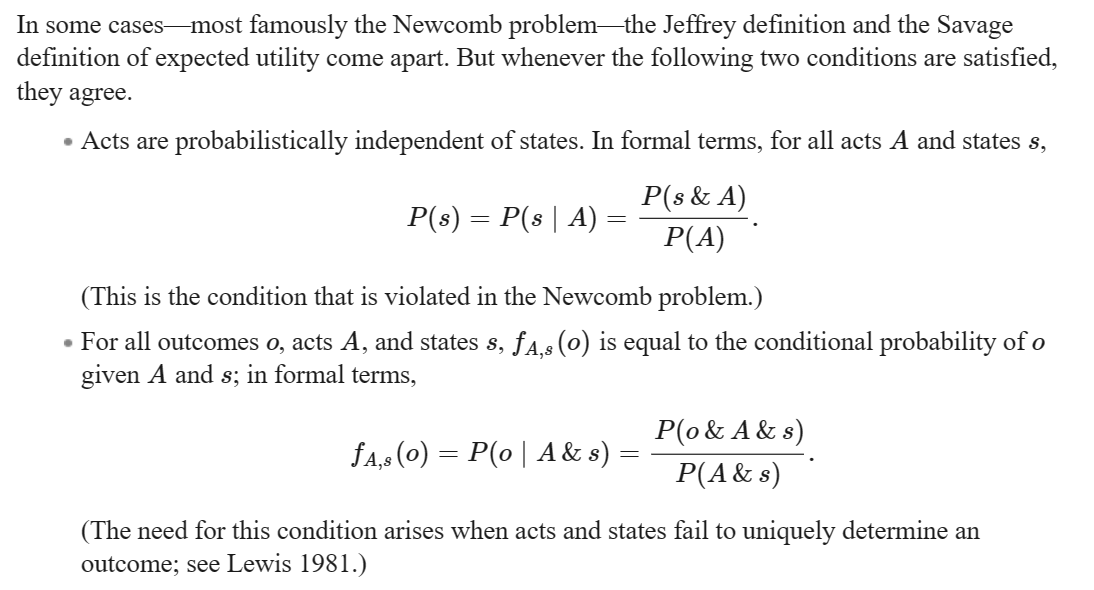 In some cases—most famously the Newcomb problem—the Jeffrey definition and the Savage
definition of expected utility come apart. But whenever the following two conditions are satisfied,
they agree.
• Acts are probabilistically independent of states. In formal terms, for all acts A and states s,
P(s) = P(s | A) = P(s & A) / P(A).
(This is the condition that is violated in the Newcomb problem.)
• For all outcomes o, acts A, and states s, f_{A,s}(o) is equal to the conditional probability of o
given A and s; in formal terms,
f_{A,s}(o) = P(o | A & s) = P(o & A & s) / P(A & s).
(The need for this condition arises when acts and states fail to uniquely determine an
outcome; see Lewis 1981.)